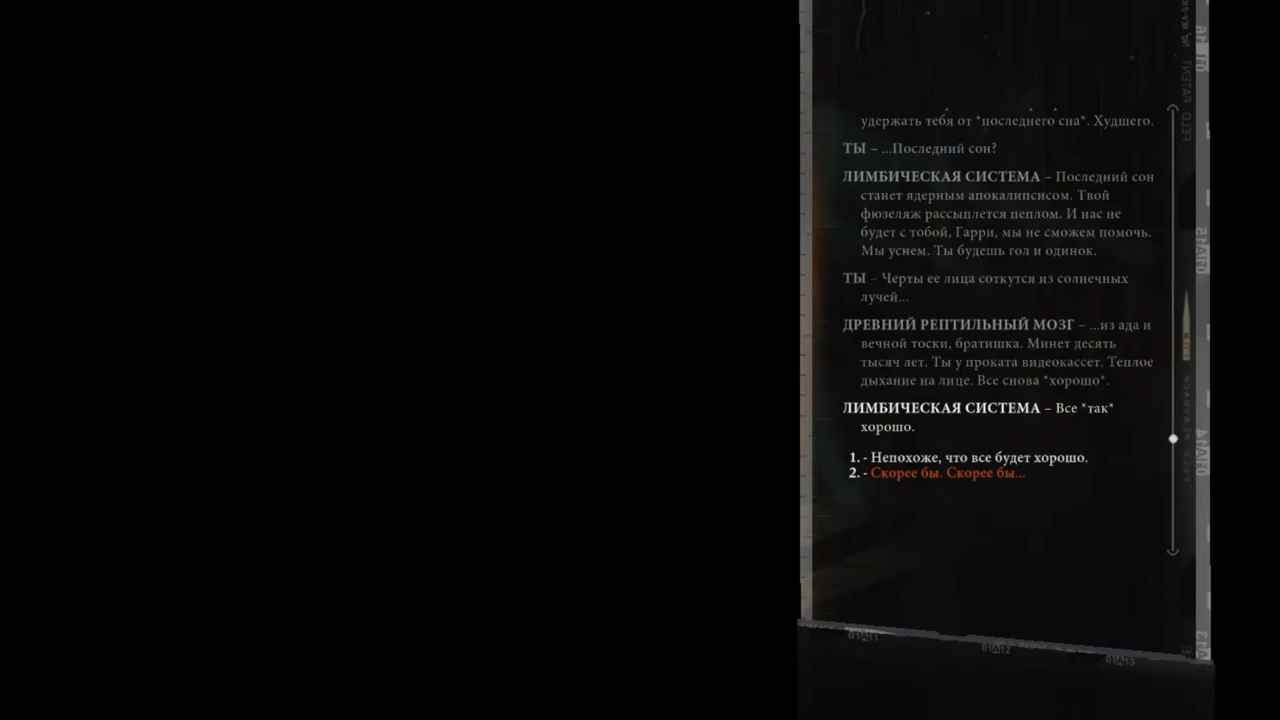 удержать тебя от *последнего сна*. Худшего.
ТЫ – ...Последний сон?
ЛИМБИЧЕСКАЯ СИСТЕМА – Последний сон
станет ядерным апокалипсисом. Твой
фюзеляж рассыплется пеплом. И нас не
будет с тобой, Гарри, мы не сможем помочь.
Мы уснем. Ты будешь гол и одинок.
ТЫ – Черты ее лица соткутся из солнечных
лучей...
ДРЕВНИЙ РЕПТИЛЬНЫЙ МОЗГ – ...из ада и
вечной тоски, братишка. Минет десять
тысяч лет. Ты у проката видеокассет. Теплое
дыхание на лице. Все снова *хорошо*.
ЛИМБИЧЕСКАЯ СИСТЕМА – Все *так*
хорошо.
1. - Непохоже, что все будет хорошо.
2. - Скорее бы. Скорее бы...
01A11
01A12
01A13